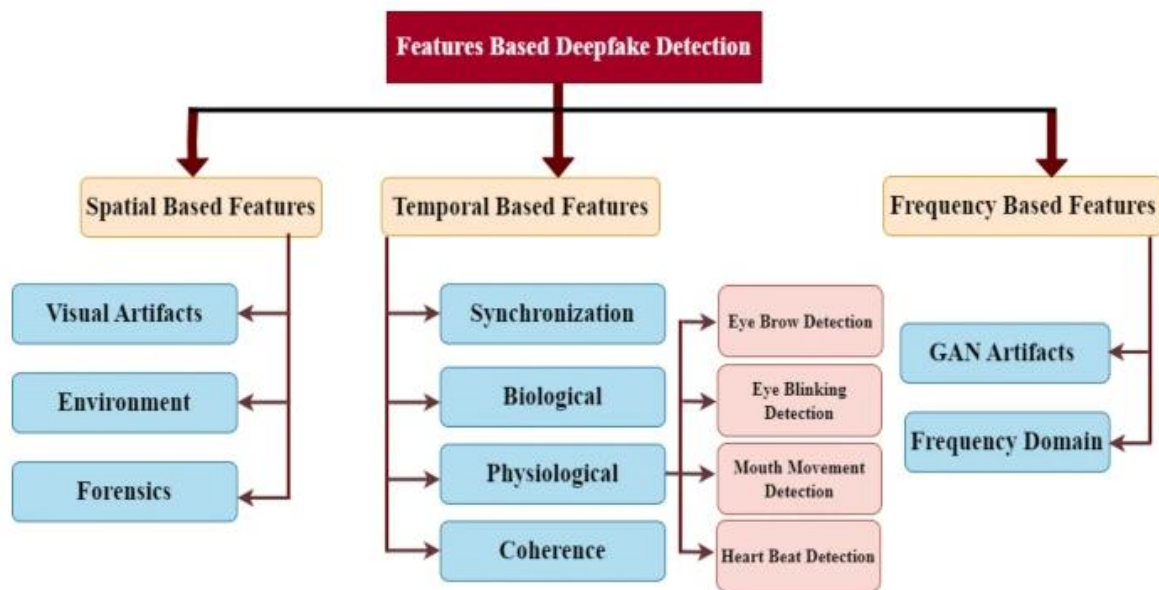 Features Based Deepfake Detection
Spatial Based Features
Temporal Based Features
Frequency Based Features
Visual Artifacts
Environment
Forensics
Synchronization
Biological
Physiological
Coherence
Eye Brow Detection
Eye Blinking
Detection
Mouth Movement
Detection
Heart Beat Detection
GAN Artifacts
Frequency Domain